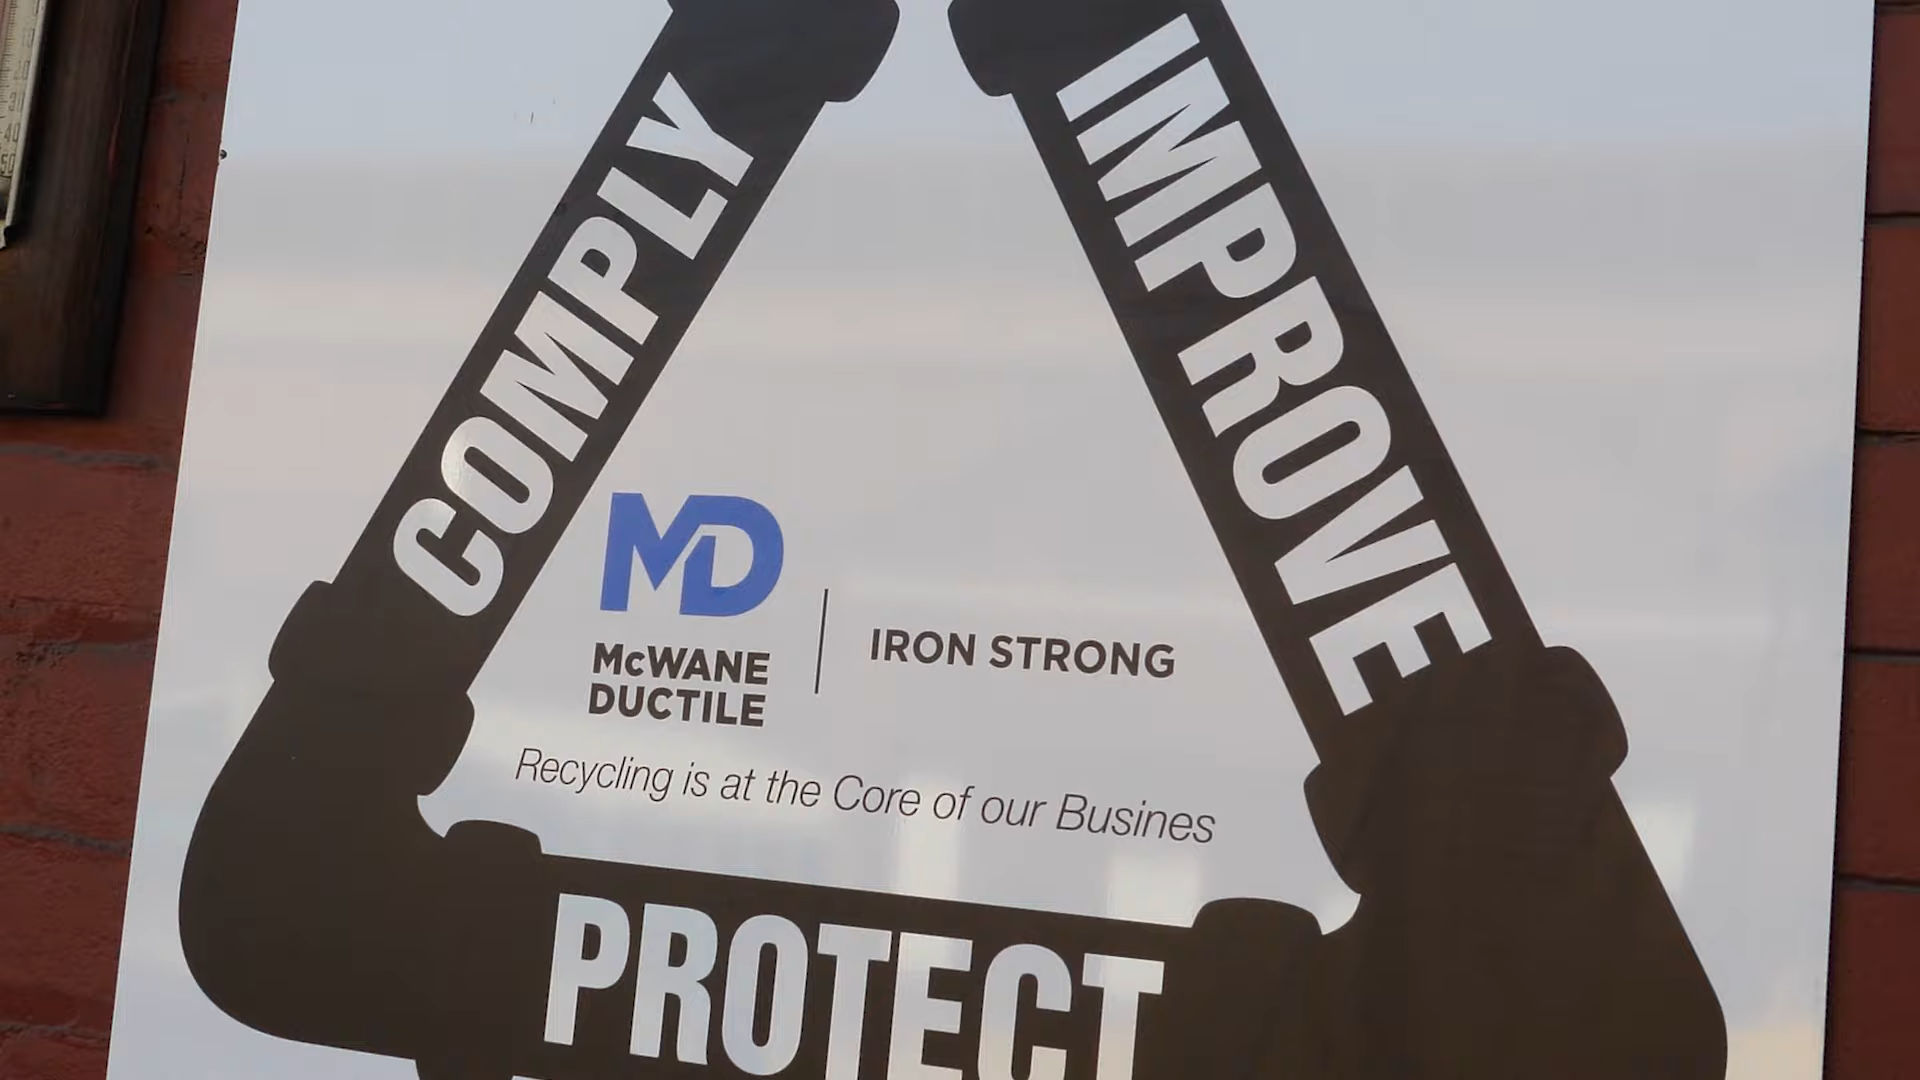 COMPLY
IMPROVE
MD
McWANE
DUCTILE
IRON STRONG
Recycling is at the Core of our Busines
PROTECT